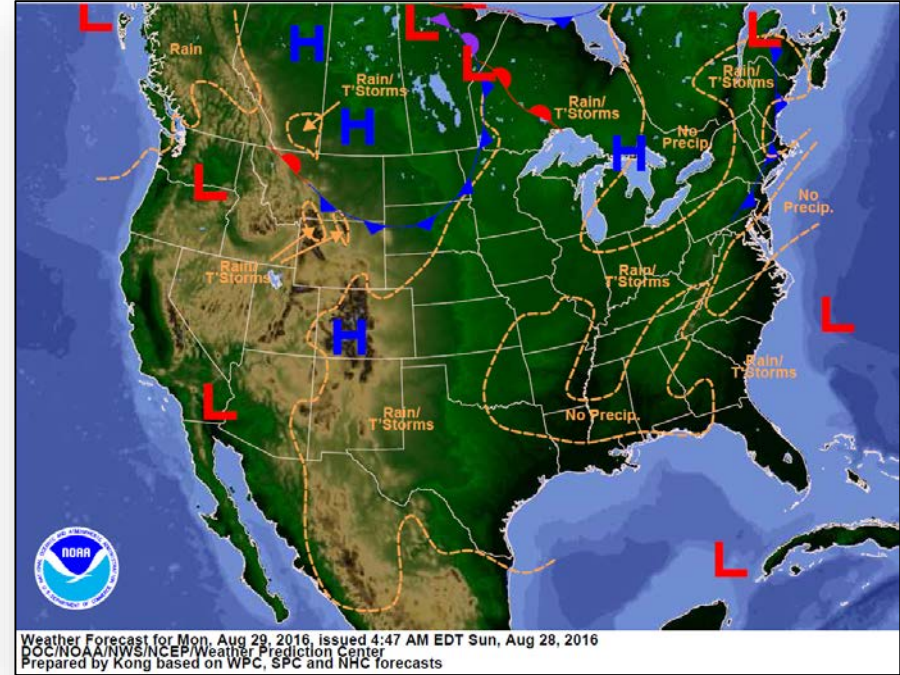 L
L
L
Rain
H
L
Rain/
T'Storms
Rain/
T'Storms
Rain/
T'Storms
H
No
Precip.
H
L
No
Precip.
Rain/
T'Storms
Rain/
T'Storms
L
H
Rain/
T'Storms
L
Rain/
T'Storms
No Precip.
L
NOAA
Weather Forecast for Mon, Aug 29, 2016, issued 4:47 AM EDT Sun, Aug 28, 2016
DOC/NOAA/NWS/NCEP/Weather Prediction Center
Prepared by Kong based on WPC, SPC and NHC forecasts